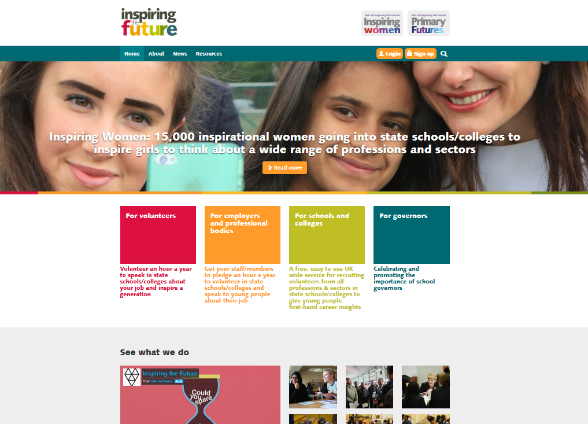 inspiring
the
future
Inspiring
women
Primary
Futures
Home About News Resources
Login Sign up
Inspiring Women: 15,000 inspirational women going into state schools/colleges to
inspire girls to think about a wide range of professions and sectors
Read more
For volunteers
Volunteer an hour a year
to speak in state
schools/colleges about
your job and inspire a
generation
For employers
and professional
bodies
Get your staff/members
to pledge an hour a year
to volunteer in state
schools/colleges and
speak to young people
about their job
For schools and
colleges
A free, easy to use UK
wide service for recruiting
volunteers from all
professions & sectors in
state schools/colleges to
give young people
first-hand career insights
For governors
Celebrating and
promoting the
importance of school
governors
See what we do
Inspiring the Future
Could
you spare